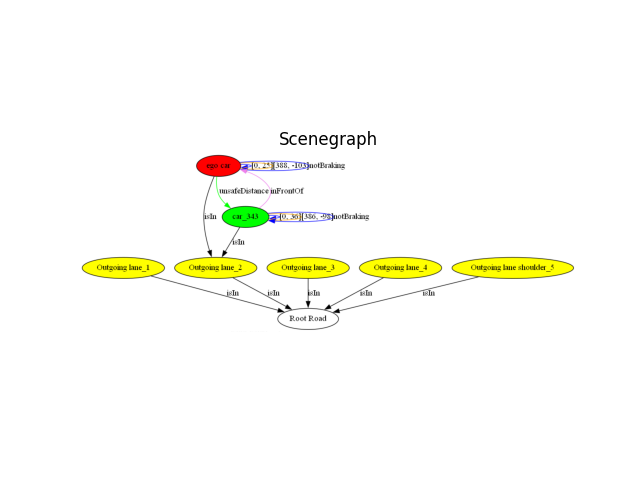 Scenegraph
ego-car
[0, 25][388, -103]notBraking
unsafeDistance inFrontOf
car_343
[0, 36][386, -98]notBraking
isIn
isIn
Outgoing lane_1
Outgoing lane_2
Outgoing lane_3
Outgoing lane_4
Outgoing lane shoulder_5
isIn
isIn
isIn
isIn
isIn
Root Road